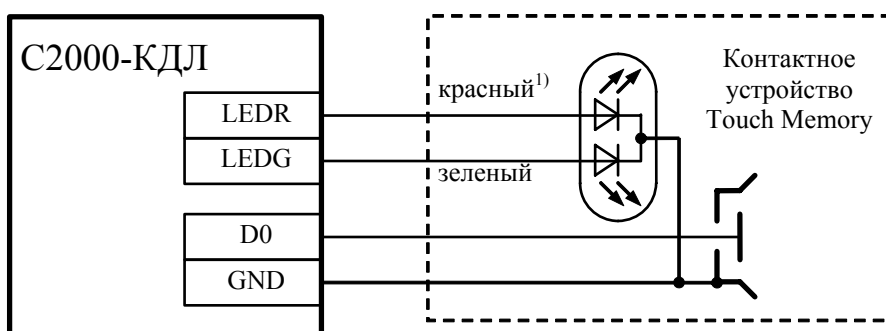 С2000-КДЛ
LEDR
LEDG
D0
GND
красный¹⁾
зеленый
Контактное
устройство
Touch Memory